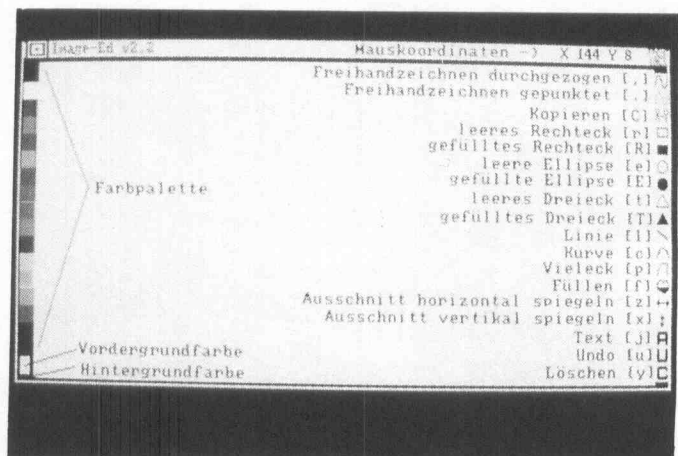 Image-Ed v2.2 Mauskoordinaten -> X 144 Y 8
Freihandzeichnen durchgezogen [,]
Freihandzeichnen gepunktet [.]
Kopieren [C]
leeres Rechteck [r]
gefülltes Rechteck [R]
leere Ellipse [e]
gefüllte Ellipse [E]
Farbpalette
leeres Dreieck [t]
gefülltes Dreieck [T]
Linie [l]
Kurve [c]
Vieleck [p]
Füllen [f]
Ausschnitt horizontal spiegeln [z]
Ausschnitt vertikal spiegeln [x]
Text [j] A
Vordergrundfarbe
Undo [u] U
Hintergrundfarbe
Löschen [y] C